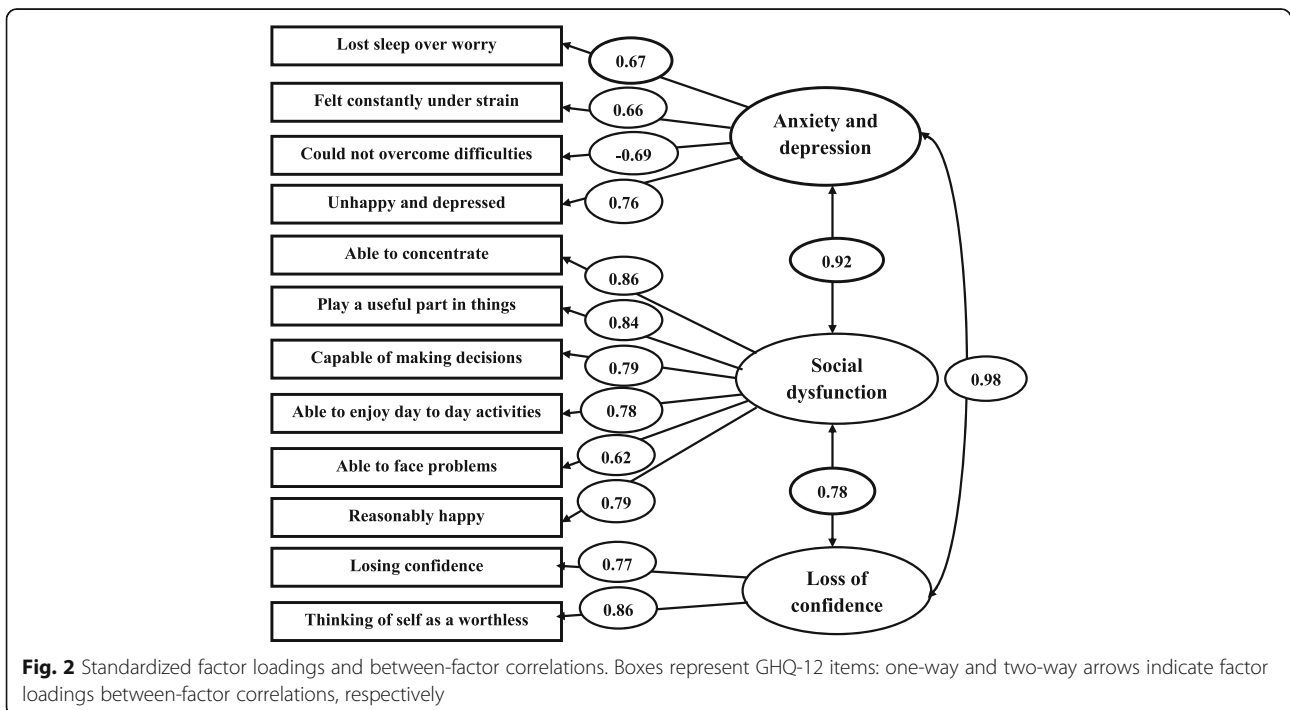 Lost sleep over worry
0.67
Felt constantly under strain
0.66
Anxiety and
depression
Could not overcome difficulties
-0.69
Unhappy and depressed
0.76
Able to concentrate
0.86
0.92
Play a useful part in things
0.84
Capable of making decisions
0.79
Social
dysfunction
0.98
Able to enjoy day to day activities
0.78
Able to face problems
0.62
Reasonably happy
0.79
0.78
Losing confidence
0.77
Loss of
confidence
Thinking of self as a worthless
0.86
Fig. 2 Standardized factor loadings and between-factor correlations. Boxes represent GHQ-12 items: one-way and two-way arrows indicate factor
loadings between-factor correlations, respectively